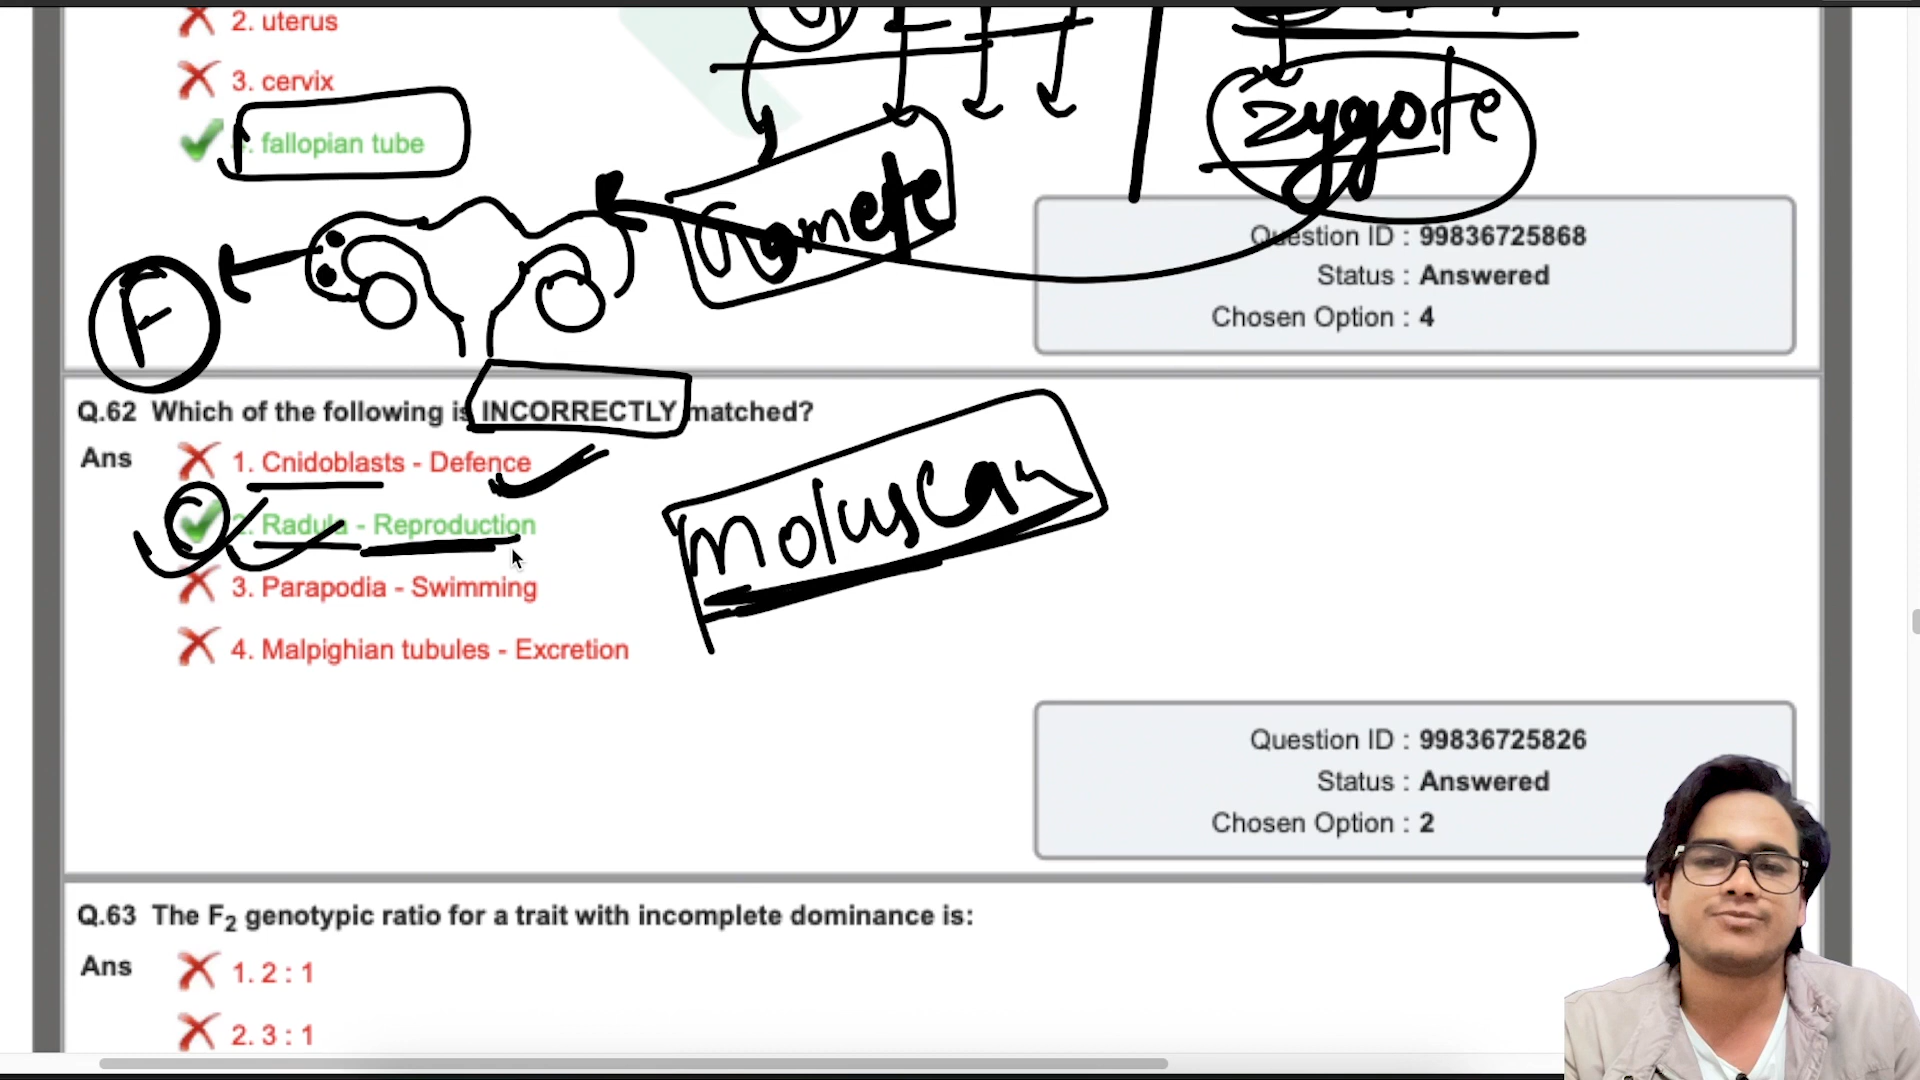 2. uterus
3. cervix
4. fallopian tube
zygote
Gamete
F
Question ID : 99836725868
Status : Answered
Chosen Option : 4
Q.62 Which of the following is INCORRECTLY matched?
Ans
1. Cnidoblasts - Defence
2. Radula - Reproduction
3. Parapodia - Swimming
4. Malpighian tubules - Excretion
moluscan
Question ID : 99836725826
Status : Answered
Chosen Option : 2
Q.63 The F2 genotypic ratio for a trait with incomplete dominance is:
Ans
1. 2 : 1
2. 3 : 1